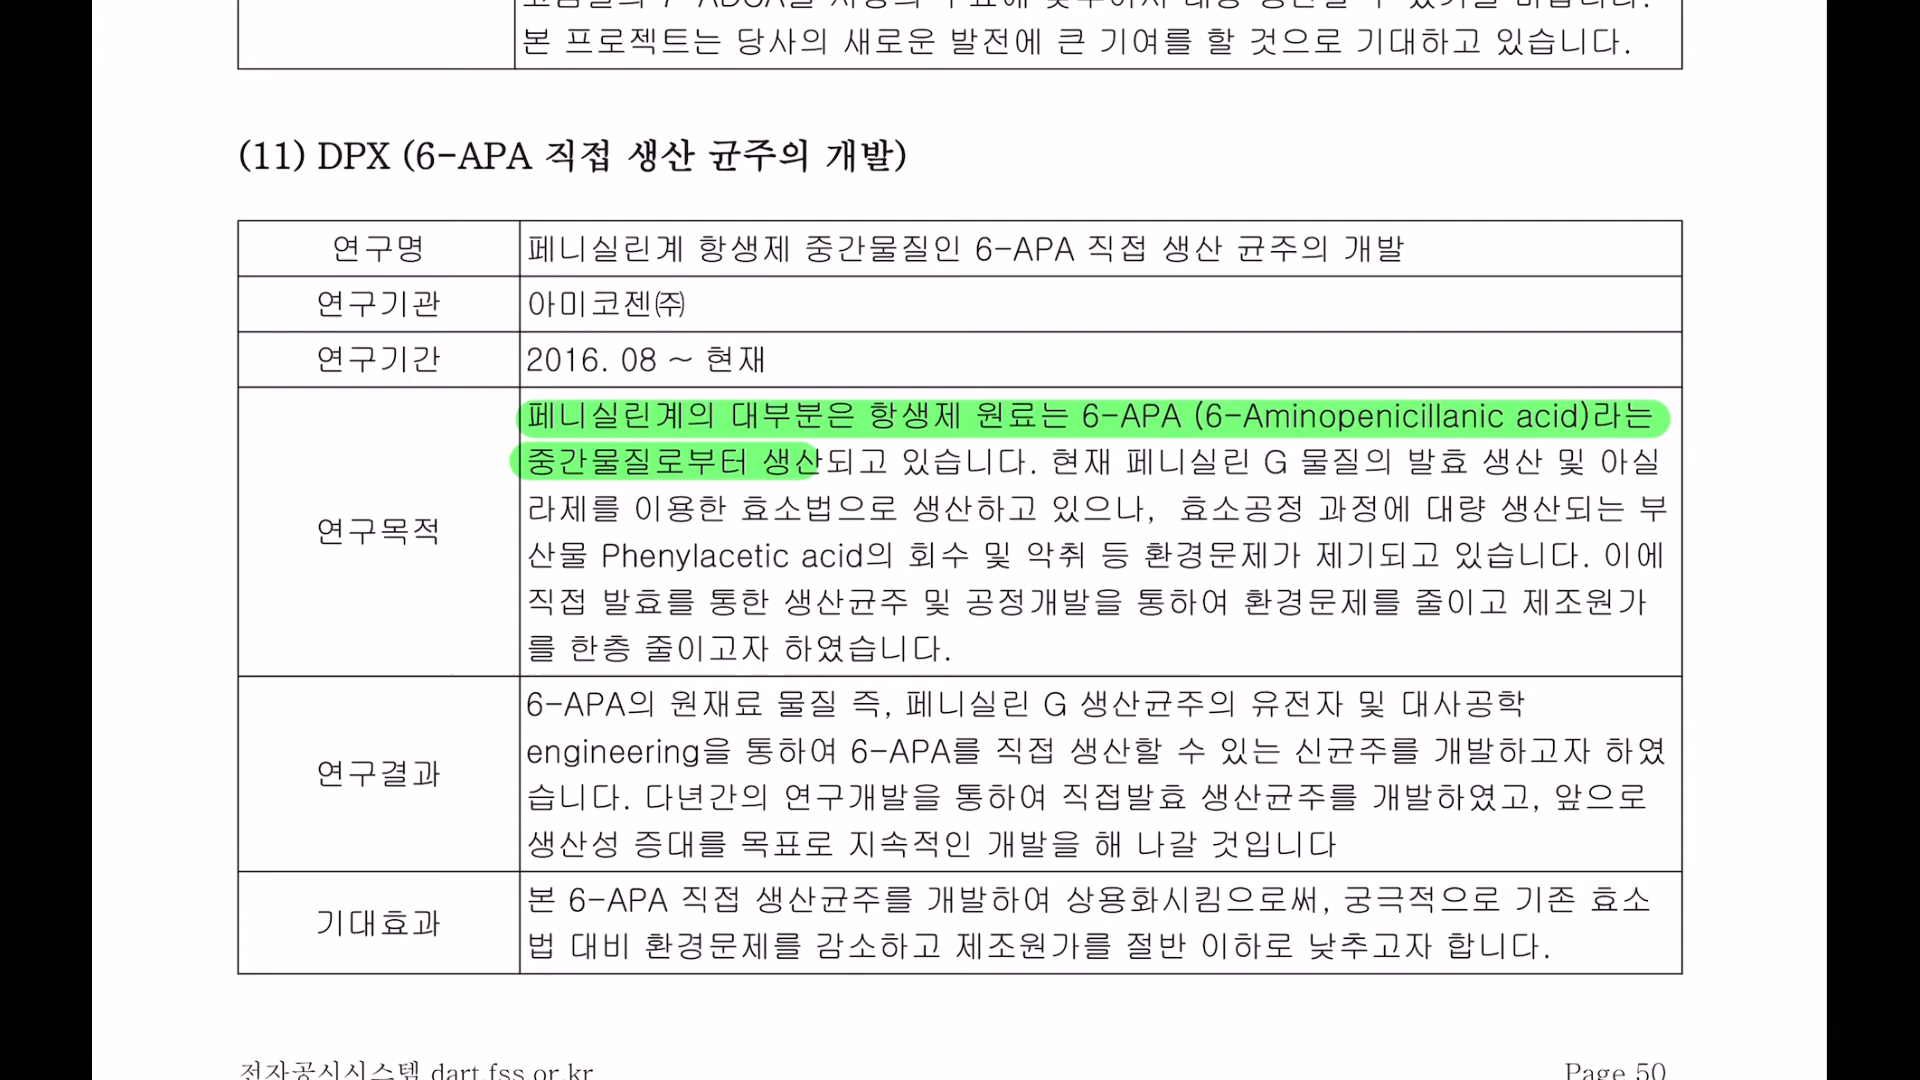 본 프로젝트는 당사의 새로운 발전에 큰 기여를 할 것으로 기대하고 있습니다.
(11) DPX (6-APA 직접 생산 균주의 개발)
연구명 페니실린계 항생제 중간물질인 6-APA 직접 생산 균주의 개발
연구기관 아미코젠㈜
연구기간 2016. 08 ~ 현재
연구목적
페니실린계의 대부분은 항생제 원료는 6-APA (6-Aminopenicillanic acid)라는
중간물질로부터 생산되고 있습니다. 현재 페니실린 G 물질의 발효 생산 및 아실
라제를 이용한 효소법으로 생산하고 있으나, 효소공정 과정에 대량 생산되는 부
산물 Phenylacetic acid의 회수 및 악취 등 환경문제가 제기되고 있습니다. 이에
직접 발효를 통한 생산균주 및 공정개발을 통하여 환경문제를 줄이고 제조원가
를 한층 줄이고자 하였습니다.
연구결과
6-APA의 원재료 물질 즉, 페니실린 G 생산균주의 유전자 및 대사공학
engineering을 통하여 6-APA를 직접 생산할 수 있는 신균주를 개발하고자 하였
습니다. 다년간의 연구개발을 통하여 직접발효 생산균주를 개발하였고, 앞으로
생산성 증대를 목표로 지속적인 개발을 해 나갈 것입니다
기대효과
본 6-APA 직접 생산균주를 개발하여 상용화시킴으로써, 궁극적으로 기존 효소
법 대비 환경문제를 감소하고 제조원가를 절반 이하로 낮추고자 합니다.
전자공시시스템 dart.fss.or.kr
Page 50